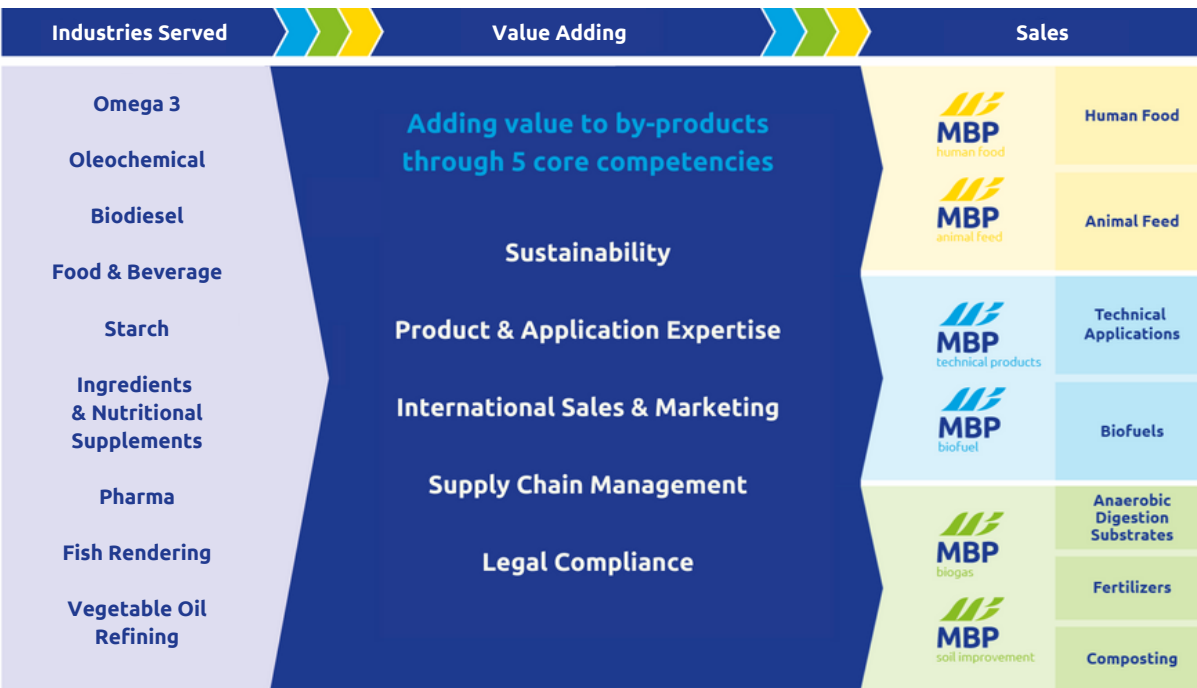 Industries Served
Value Adding
Sales
Omega 3
Oleochemical
Biodiesel
Food & Beverage
Starch
Ingredients
& Nutritional
Supplements
Pharma
Fish Rendering
Vegetable Oil
Refining
Adding value to by-products
through 5 core competencies
Sustainability
Product & Application Expertise
International Sales & Marketing
Supply Chain Management
Legal Compliance
MBP
human food
Human Food
MBP
animal feed
Animal Feed
MBP
technical products
Technical
Applications
MBP
biofuel
Biofuels
MBP
biogas
Anaerobic
Digestion
Substrates
Fertilizers
MBP
soil improvement
Composting